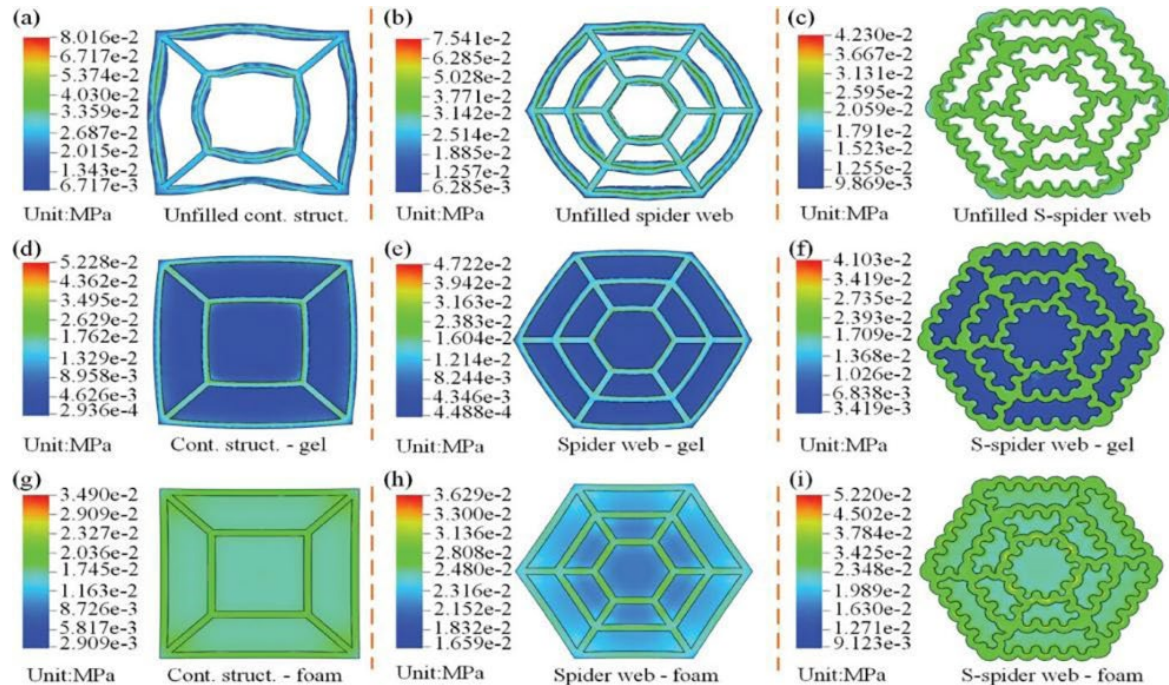 (a)
8.016e-2
6.717e-2
5.374e-2
4.030e-2
3.359e-2
2.687e-2
2.015e-2
1.343e-2
6.717e-3
Unit:MPa
Unfilled cont. struct.
(b)
7.541e-2
6.285e-2
5.028e-2
3.771e-2
3.142e-2
2.514e-2
1.885e-2
1.257e-2
6.285e-3
Unit:MPa
Unfilled spider web
(c)
4.230e-2
3.667e-2
3.131e-2
2.595e-2
2.059e-2
1.791e-2
1.523e-2
1.255e-2
9.869e-3
Unit:MPa
Unfilled S-spider web
(d)
5.228e-2
4.362e-2
3.495e-2
2.629e-2
1.762e-2
1.329e-2
8.958e-3
4.626e-3
2.936e-4
Unit:MPa
Cont. struct. - gel
(e)
4.722e-2
3.942e-2
3.163e-2
2.383e-2
1.604e-2
1.214e-2
8.244e-3
4.346e-3
4.488e-4
Unit:MPa
Spider web - gel
(f)
4.103e-2
3.419e-2
2.735e-2
2.393e-2
1.709e-2
1.368e-2
1.026e-2
6.838e-3
3.419e-3
Unit:MPa
S-spider web - gel
(g)
3.490e-2
2.909e-2
2.327e-2
2.036e-2
1.745e-2
1.163e-2
8.726e-3
5.817e-3
2.909e-3
Unit:MPa
Cont. struct. - foam
(h)
3.629e-2
3.300e-2
3.136e-2
2.808e-2
2.480e-2
2.316e-2
2.152e-2
1.832e-2
1.659e-2
Unit:MPa
Spider web - foam
(i)
5.220e-2
4.502e-2
3.784e-2
3.425e-2
2.348e-2
1.989e-2
1.630e-2
1.271e-2
9.123e-3
Unit:MPa
S-spider web - foam